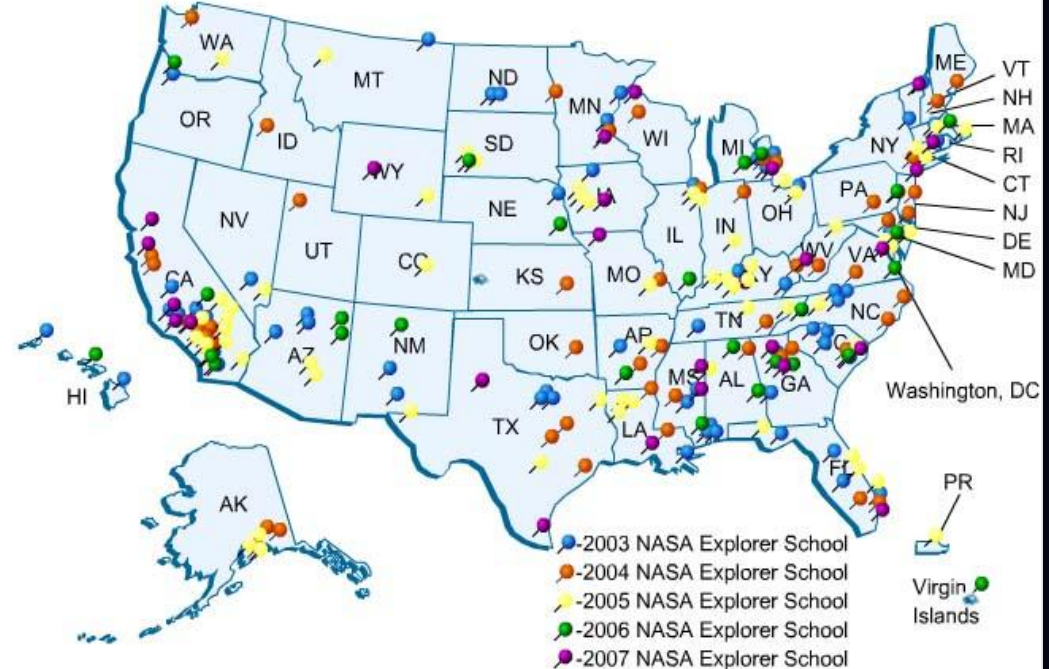 WA
MT
ND
ME
VT
NH
MA
RI
CT
NJ
DE
MD
OR
ID
MN
WI
MI
NY
SD
WY
NE
IA
PA
NV
UT
CO
IL
IN
OH
WV
VA
CA
KS
MO
KY
AZ
NM
OK
AR
TN
NC
SC
MS
AL
GA
Washington, DC
HI
TX
LA
FL
AK
PR
-2003 NASA Explorer School
-2004 NASA Explorer School
-2005 NASA Explorer School
-2006 NASA Explorer School
-2007 NASA Explorer School
Virgin
Islands